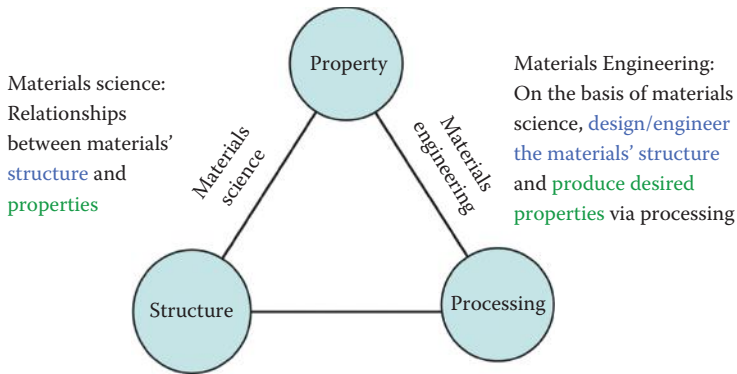 Property
Materials science:
Relationships
between materials’
structure and
properties
Materials
science
Materials
engineering
Materials Engineering:
On the basis of materials
science, design/engineer
the materials’ structure
and produce desired
properties via processing
Structure
Processing